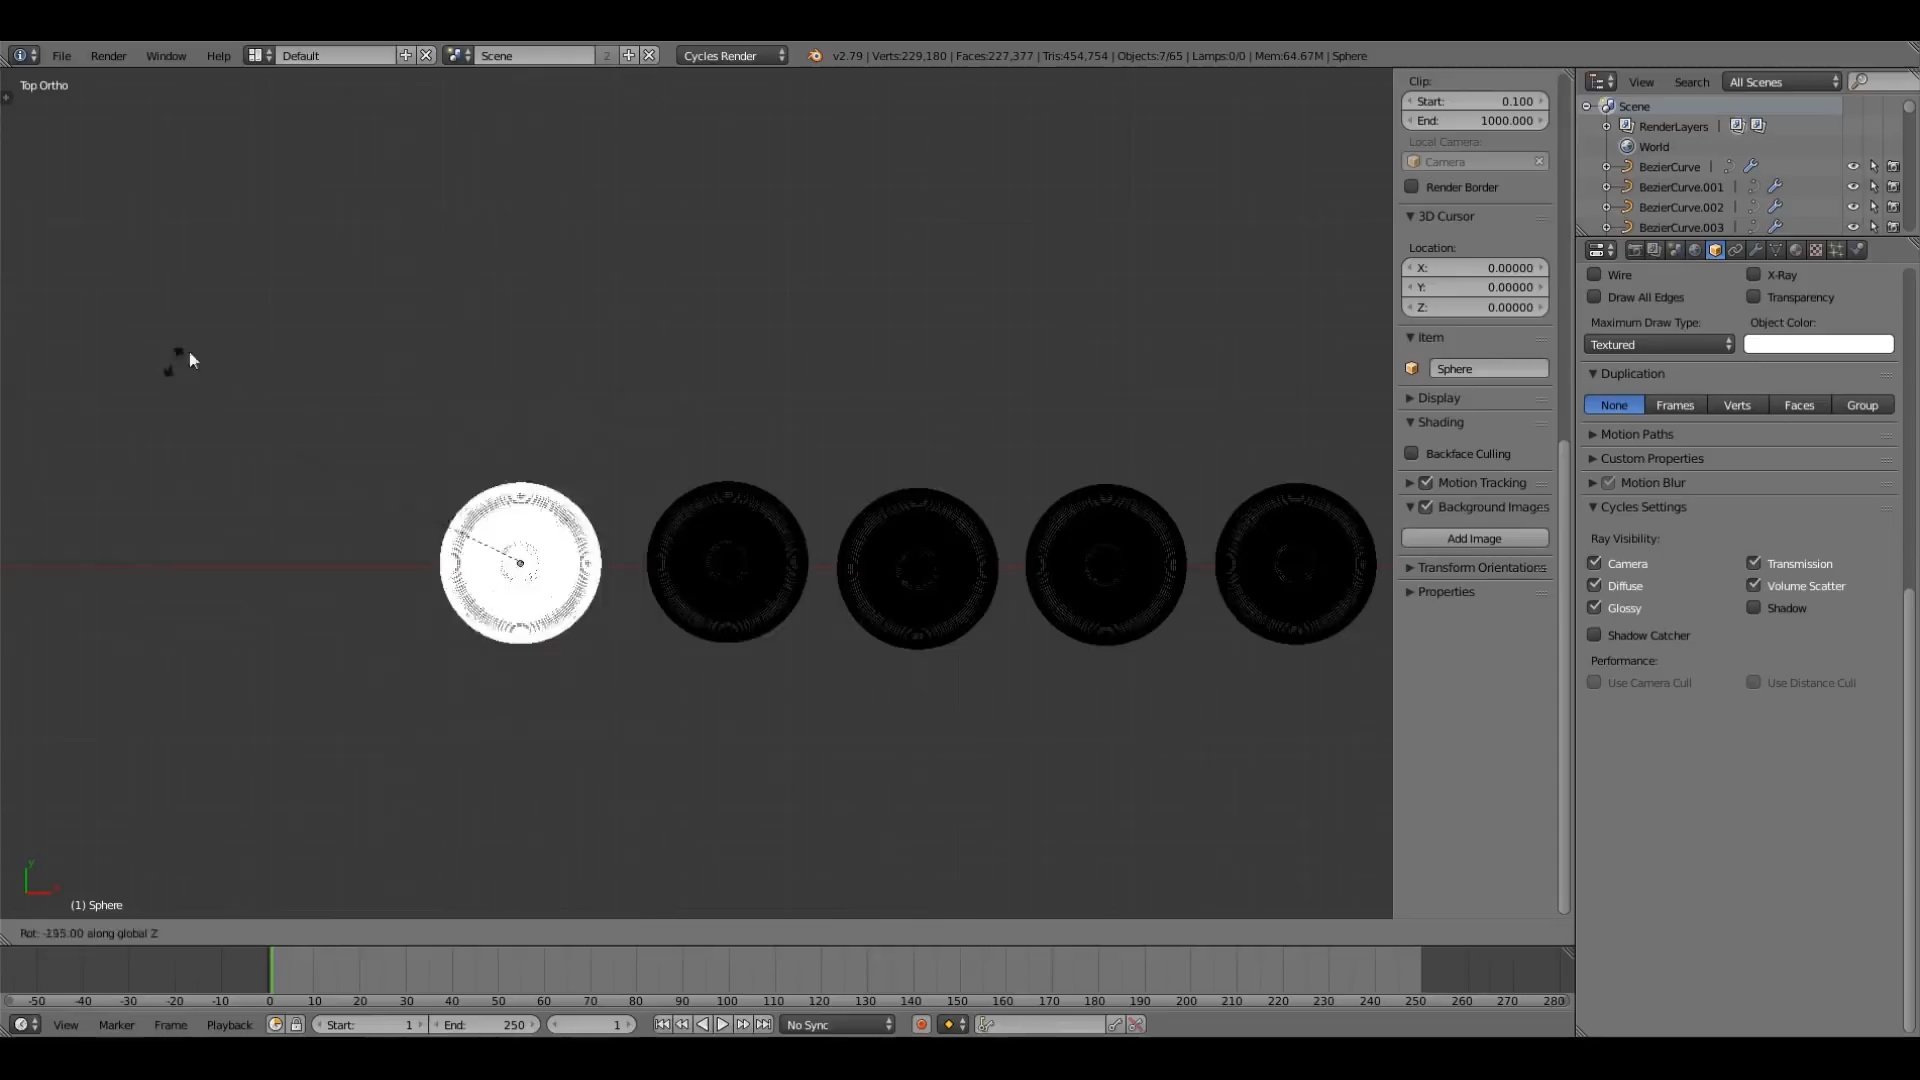 File Render Window Help Default Scene 2 Cycles Render v2.79 | Verts:229,180 | Faces:227,377 | Tris:454,754 | Objects:7/65 | Lamps:0/0 | Mem:64.67M | Sphere
Top Ortho
(1) Sphere
y
Clip:
Start: 0.100
End: 1000.000
Local Camera:
Camera
Render Border
3D Cursor
Location:
X: 0.00000
Y: 0.00000
Z: 0.00000
Item
Sphere
Display
Shading
Backface Culling
Motion Tracking
Background Images
Add Image
Transform Orientations
Properties
View Search All Scenes
Scene
RenderLayers |
World
BezierCurve |
BezierCurve.001 |
BezierCurve.002 |
BezierCurve.003 |
Wire X-Ray
Draw All Edges Transparency
Maximum Draw Type: Object Color:
Textured
Duplication
None Frames Verts Faces Group
Motion Paths
Custom Properties
Motion Blur
Cycles Settings
Ray Visibility:
Camera Transmission
Diffuse Volume Scatter
Glossy Shadow
Shadow Catcher
Performance:
Use Camera Cull Use Distance Cull
Rot: along global Z
-50 -40 -30 -20 -10 0 10 20 30 40 50 60 70 80 90 100 110 120 130 140 150 160 170 180 190 200 210 220 230 240 250 260 270 280
View Marker Frame Playback Start: 1 End: 250 1 No Sync